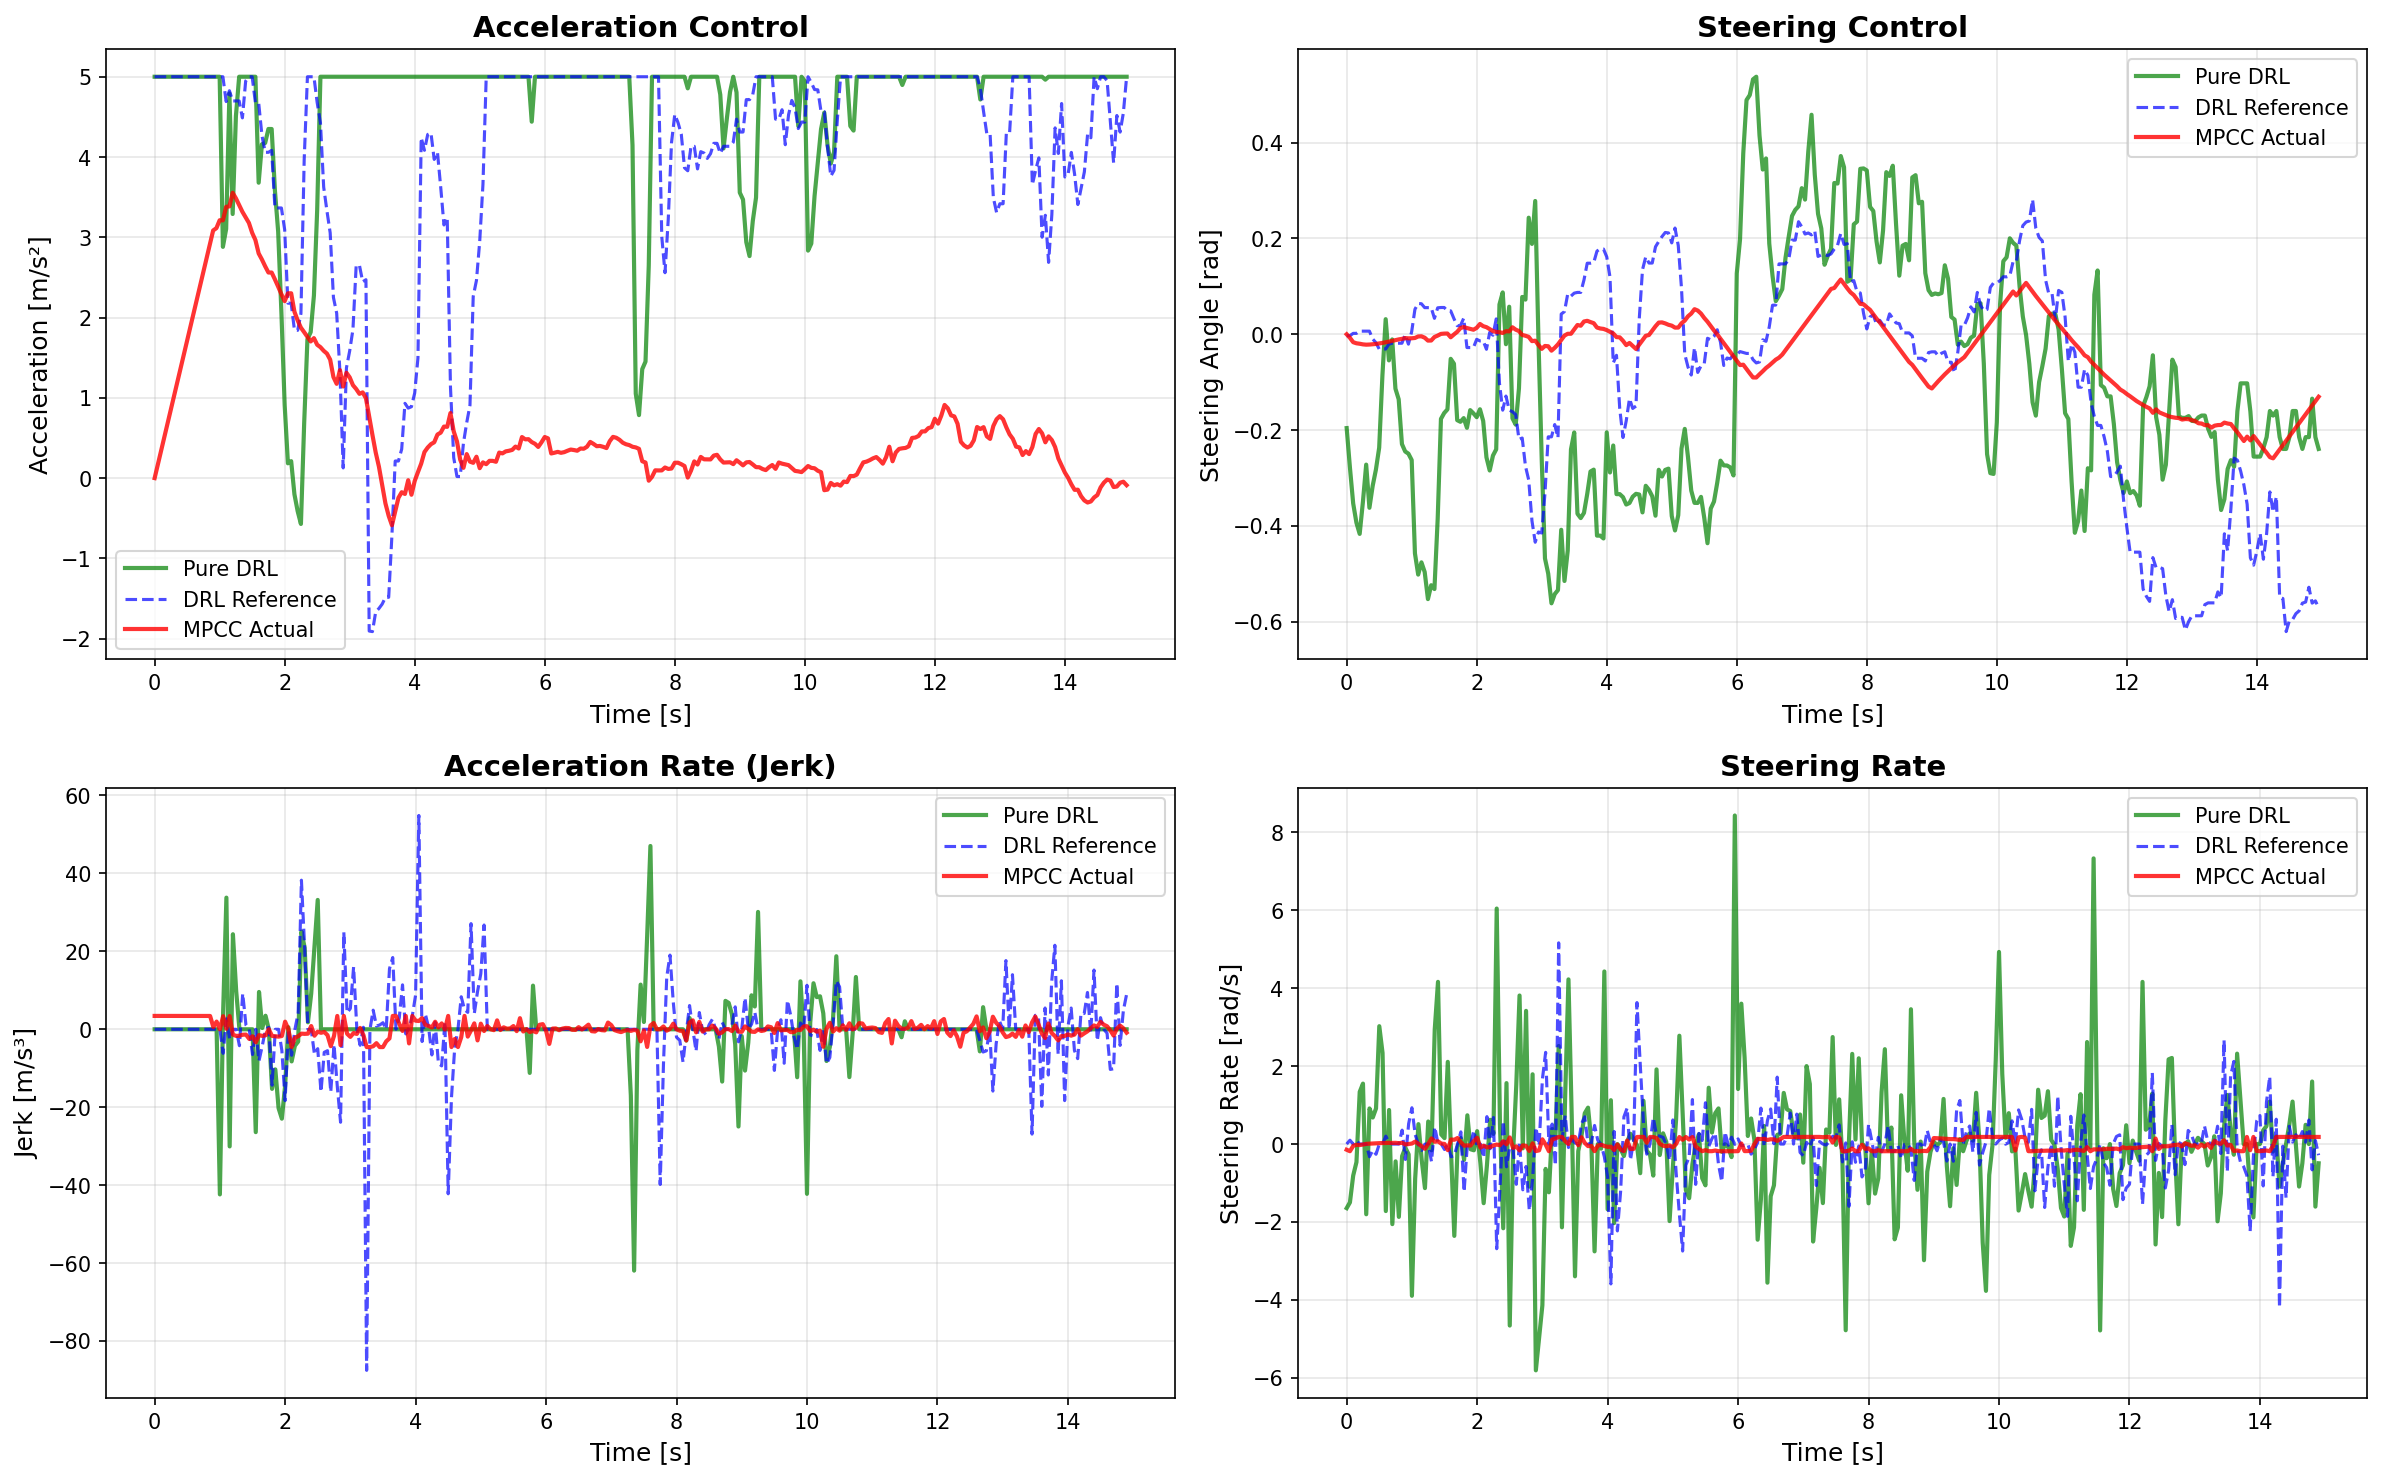 Acceleration Control
Acceleration [m/s²]
5
4
3
2
1
0
−1
−2
Pure DRL
DRL Reference
MPCC Actual
0 2 4 6 8 10 12 14
Time [s]
Steering Control
Steering Angle [rad]
0.4
0.2
0.0
−0.2
−0.4
−0.6
Pure DRL
DRL Reference
MPCC Actual
0 2 4 6 8 10 12 14
Time [s]
Acceleration Rate (Jerk)
Jerk [m/s³]
60
40
20
0
−20
−40
−60
−80
Pure DRL
DRL Reference
MPCC Actual
0 2 4 6 8 10 12 14
Time [s]
Steering Rate
Steering Rate [rad/s]
8
6
4
2
0
−2
−4
−6
Pure DRL
DRL Reference
MPCC Actual
0 2 4 6 8 10 12 14
Time [s]